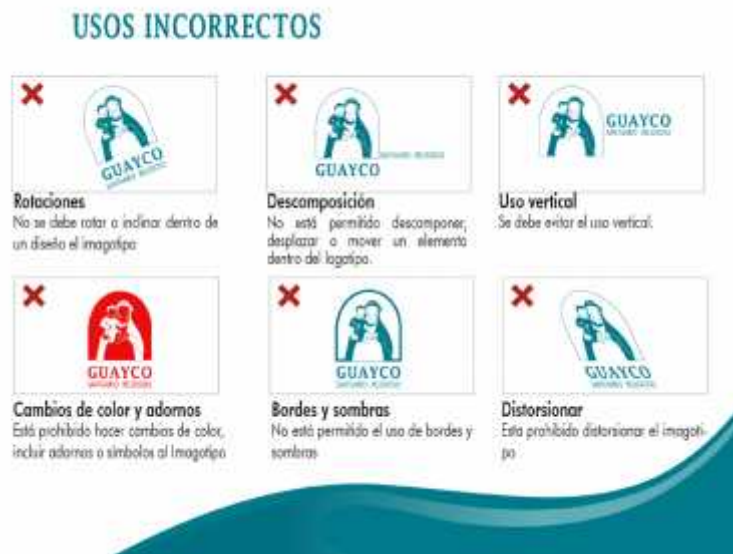 USOS INCORRECTOS
GUAYCO
Rotaciones
No se debe rotar o inclinar dentro de
un diseño el imagotipo
GUAYCO
Descomposición
No está permitido descomponer,
desplazar o mover un elemento
dentro del logotipo.
GUAYCO
Uso vertical
Se debe evitar el uso vertical.
GUAYCO
Cambios de color y adornos
Está prohibido hacer cambios de color,
incluir adornos o símbolos al Imagotipo
GUAYCO
Bordes y sombras
No está permitido el uso de bordes y
sombras
GUAYCO
Distorsionar
Esta prohibido distorsionar el imagoti-
po